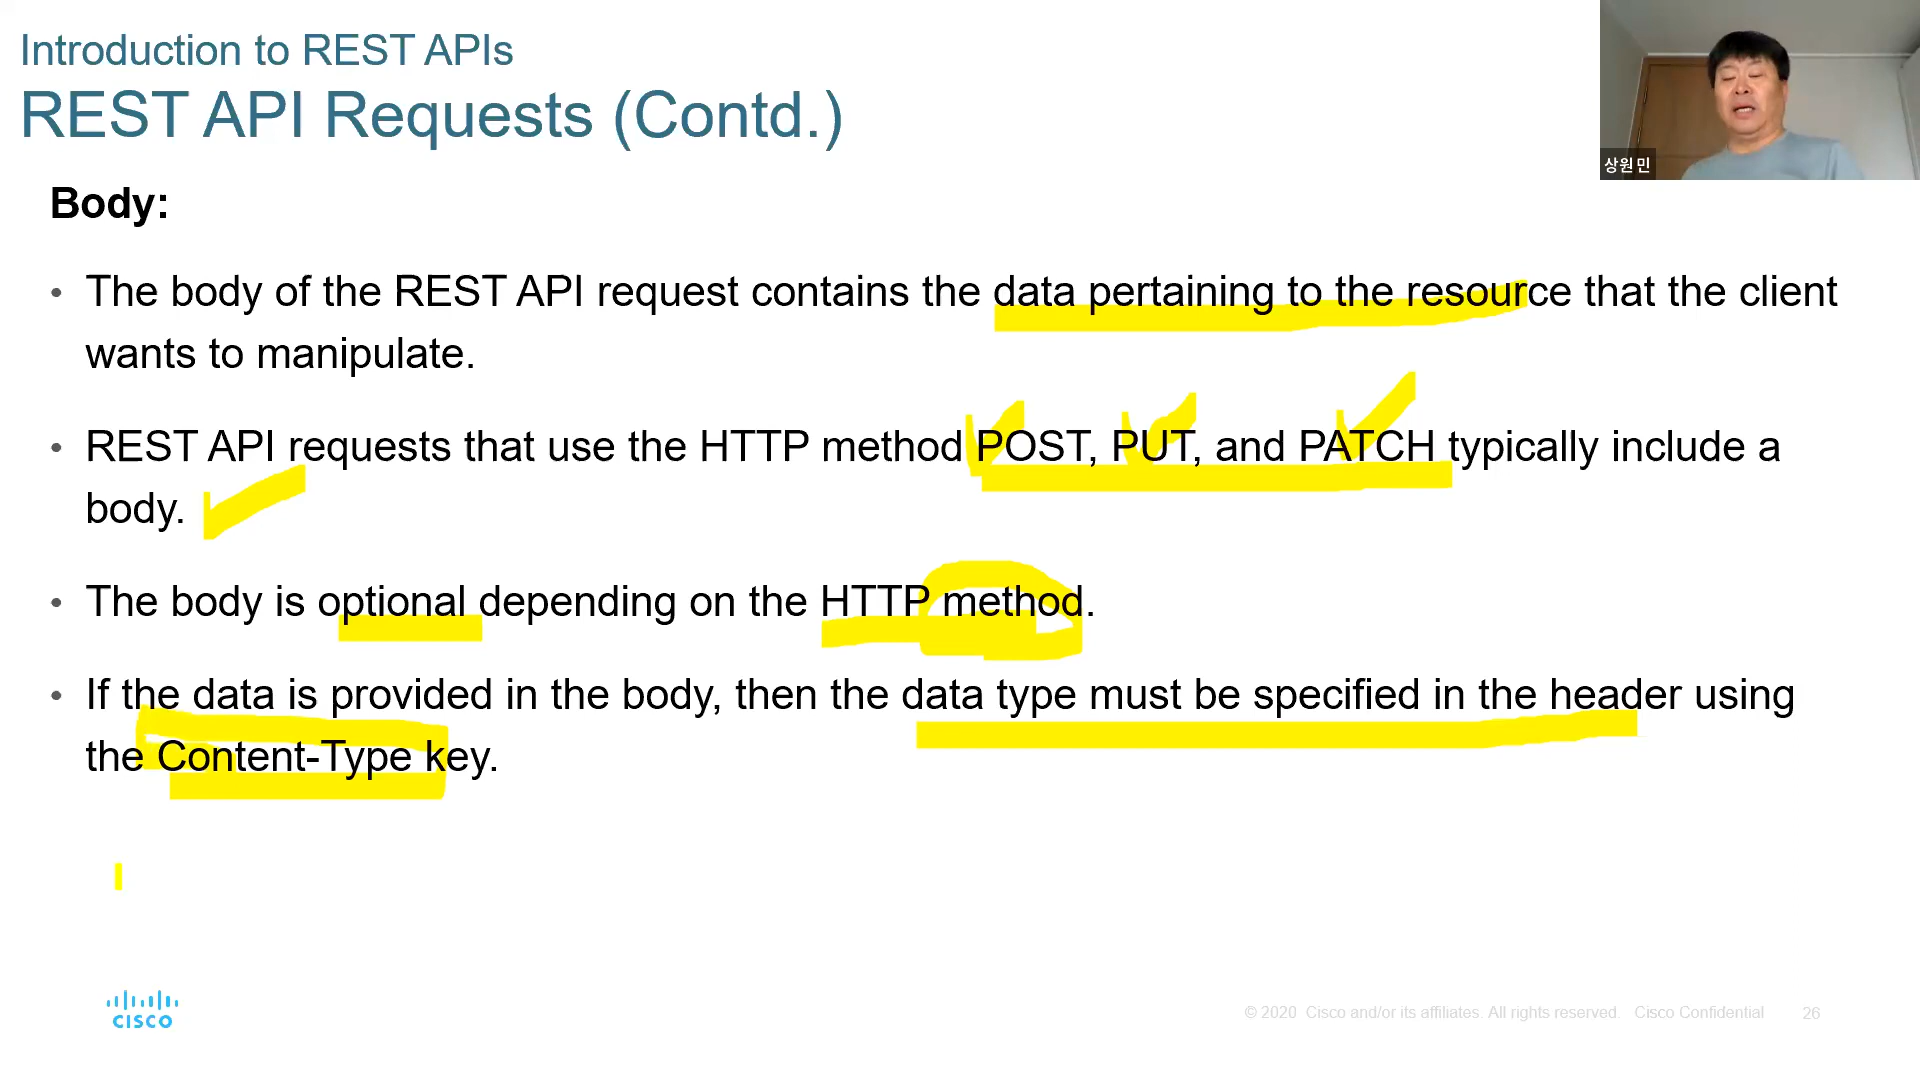 Introduction to REST APIs
REST API Requests (Contd.)
상원 민
Body:
• The body of the REST API request contains the data pertaining to the resource that the client
wants to manipulate.
• REST API requests that use the HTTP method POST, PUT, and PATCH typically include a
body.
• The body is optional depending on the HTTP method.
• If the data is provided in the body, then the data type must be specified in the header using
the Content-Type key.
CISCO
© 2020 Cisco and/or its affiliates. All rights reserved. Cisco Confidential 26